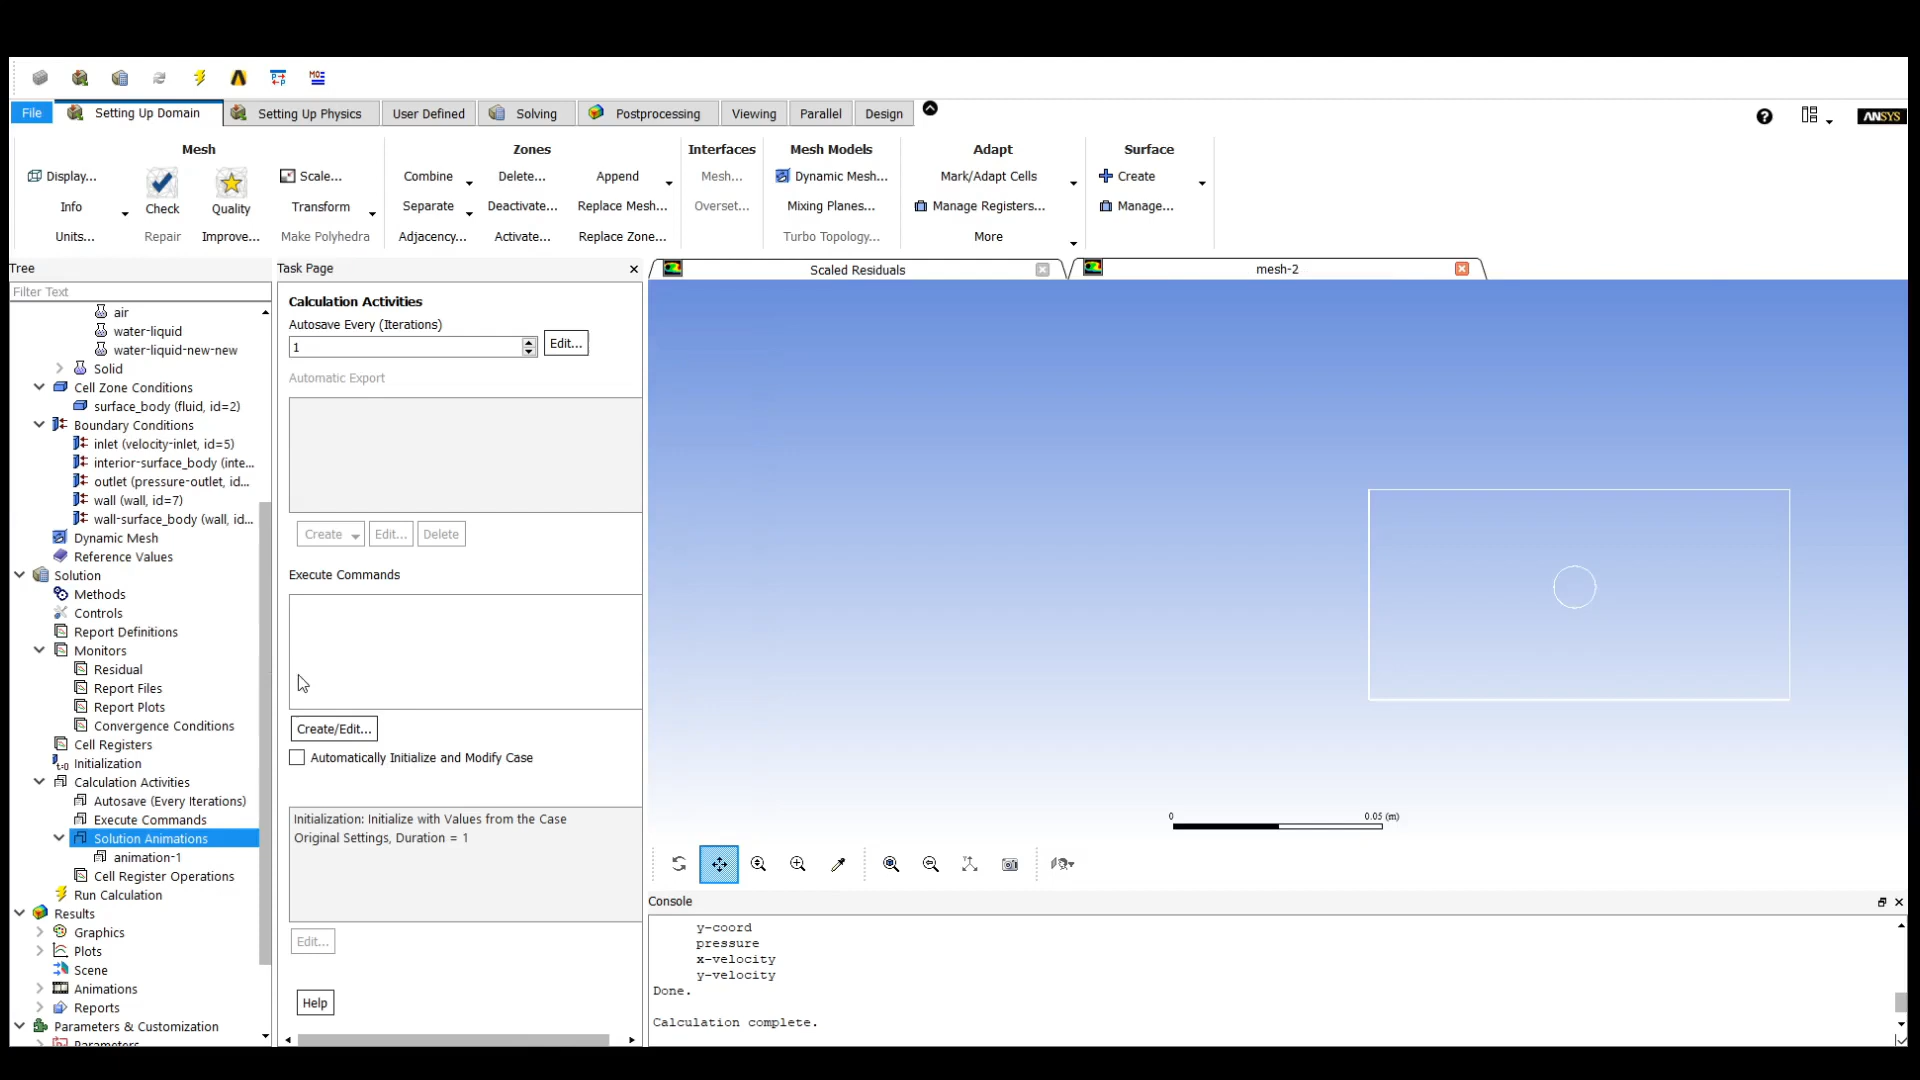 File
Setting Up Domain
Setting Up Physics
User Defined
Solving
Postprocessing
Viewing
Parallel
Design
ANSYS
Mesh
Display...
Info
Units...
Check
Repair
Quality
Improve...
Scale...
Transform
Make Polyhedra
Zones
Combine
Separate
Adjacency...
Delete...
Deactivate...
Activate...
Append
Replace Mesh...
Replace Zone...
Interfaces
Mesh...
Overset...
Mesh Models
Dynamic Mesh...
Mixing Planes...
Turbo Topology...
Adapt
Mark/Adapt Cells
Manage Registers...
More
Surface
Create
Manage...
Tree
Filter Text
air
water-liquid
water-liquid-new-new
Solid
Cell Zone Conditions
surface_body (fluid, id=2)
Boundary Conditions
inlet (velocity-inlet, id=5)
interior-surface_body (inte...
outlet (pressure-outlet, id...
wall (wall, id=7)
wall-surface_body (wall, id...
Dynamic Mesh
Reference Values
Solution
Methods
Controls
Report Definitions
Monitors
Residual
Report Files
Report Plots
Convergence Conditions
Cell Registers
t=0 Initialization
Calculation Activities
Autosave (Every Iterations)
Execute Commands
Solution Animations
animation-1
Cell Register Operations
Run Calculation
Results
Graphics
Plots
Scene
Animations
Reports
Parameters & Customization
Parameters
Task Page
Calculation Activities
Autosave Every (Iterations)
1
Edit...
Automatic Export
Create
Edit...
Delete
Execute Commands
Create/Edit...
Automatically Initialize and Modify Case
Initialization: Initialize with Values from the Case
Original Settings, Duration = 1
Edit...
Help
Scaled Residuals
mesh-2
0
0.05 (m)
Console
y-coord
pressure
x-velocity
y-velocity
Done.
Calculation complete.